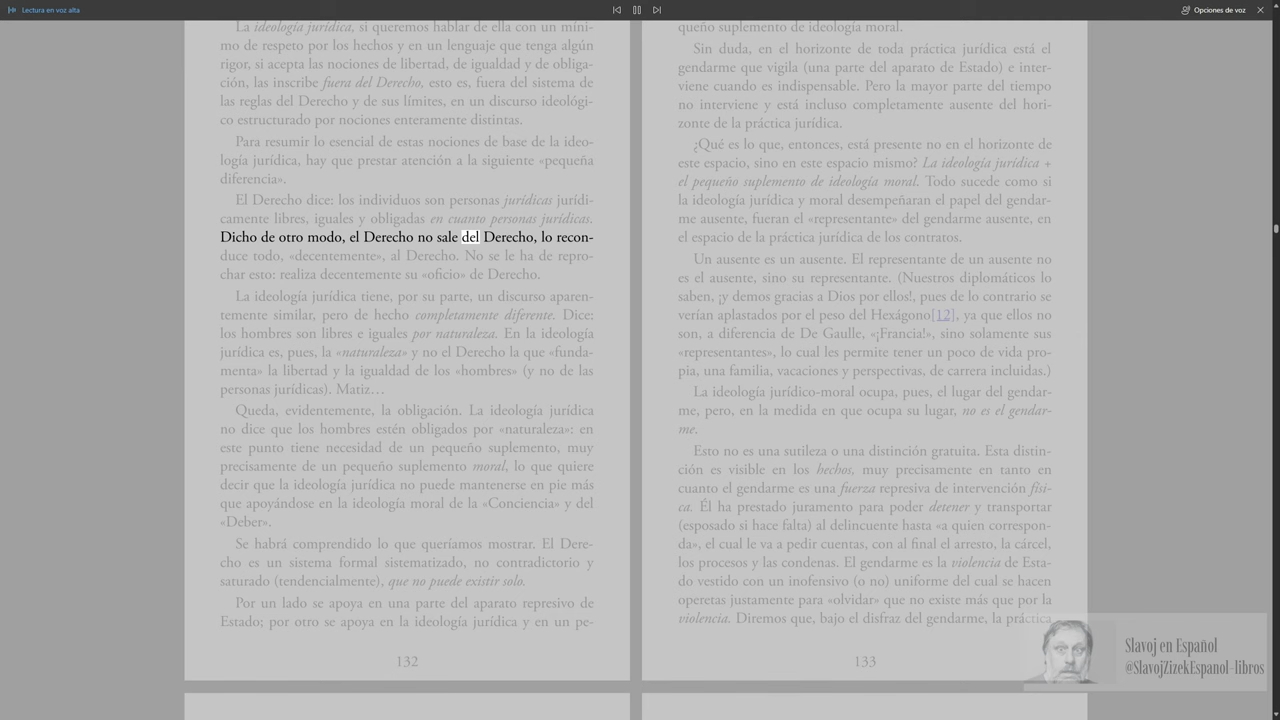 Lectura en voz alta
Opciones de voz
La ideología jurídica, si queremos hablar de ella con un míni-
mo de respeto por los hechos y en un lenguaje que tenga algún
rigor, si acepta las nociones de libertad, de igualdad y de obliga-
ción, las inscribe fuera del Derecho, esto es, fuera del sistema de
las reglas del Derecho y de sus límites, en un discurso ideológi-
co estructurado por nociones enteramente distintas.
Para resumir lo esencial de estas nociones de base de la ideo-
logía jurídica, hay que prestar atención a la siguiente «pequeña
diferencia».
El Derecho dice: los individuos son personas jurídicas jurídi-
camente libres, iguales y obligadas en cuanto personas jurídicas.
Dicho de otro modo, el Derecho no sale del Derecho, lo recon-
duce todo, «decentemente», al Derecho. No se le ha de repro-
char esto: realiza decentemente su «oficio» de Derecho.
La ideología jurídica tiene, por su parte, un discurso aparen-
temente similar, pero de hecho completamente diferente. Dice:
los hombres son libres e iguales por naturaleza. En la ideología
jurídica es, pues, la «naturaleza» y no el Derecho la que «funda-
menta» la libertad y la igualdad de los «hombres» (y no de las
personas jurídicas). Matiz…
Queda, evidentemente, la obligación. La ideología jurídica
no dice que los hombres estén obligados por «naturaleza»: en
este punto tiene necesidad de un pequeño suplemento, muy
precisamente de un pequeño suplemento moral, lo que quiere
decir que la ideología jurídica no puede mantenerse en pie más
que apoyándose en la ideología moral de la «Conciencia» y del
«Deber».
Se habrá comprendido lo que queríamos mostrar. El Dere-
cho es un sistema formal sistematizado, no contradictorio y
saturado (tendencialmente), que no puede existir solo.
Por un lado se apoya en una parte del aparato represivo de
Estado; por otro se apoya en la ideología jurídica y en un pe-
132
queño suplemento de ideología moral.
Sin duda, en el horizonte de toda práctica jurídica está el
gendarme que vigila (una parte del aparato de Estado) e inter-
viene cuando es indispensable. Pero la mayor parte del tiempo
no interviene y está incluso completamente ausente del hori-
zonte de la práctica jurídica.
¿Qué es lo que, entonces, está presente no en el horizonte de
este espacio, sino en este espacio mismo? La ideología jurídica +
el pequeño suplemento de ideología moral. Todo sucede como si
la ideología jurídica y moral desempeñaran el papel del gendar-
me ausente, fueran el «representante» del gendarme ausente, en
el espacio de la práctica jurídica de los contratos.
Un ausente es un ausente. El representante de un ausente no
es el ausente, sino su representante. (Nuestros diplomáticos lo
saben, ¡y demos gracias a Dios por ellos!, pues de lo contrario se
verían aplastados por el peso del Hexágono[12], ya que ellos no
son, a diferencia de De Gaulle, «¡Francia!», sino solamente sus
«representantes», lo cual les permite tener un poco de vida pro-
pia, una familia, vacaciones y perspectivas, de carrera incluidas.)
La ideología jurídico-moral ocupa, pues, el lugar del gendar-
me, pero, en la medida en que ocupa su lugar, no es el gendar-
me.
Esto no es una sutileza o una distinción gratuita. Esta distin-
ción es visible en los hechos, muy precisamente en tanto en
cuanto el gendarme es una fuerza represiva de intervención físi-
ca. Él ha prestado juramento para poder detener y transportar
(esposado si hace falta) al delincuente hasta «a quien correspon-
da», el cual le va a pedir cuentas, con al final el arresto, la cárcel,
los procesos y las condenas. El gendarme es la violencia de Esta-
do vestido con un inofensivo (o no) uniforme del cual se hacen
operetas justamente para «olvidar» que no existe más que por la
violencia. Diremos que, bajo el disfraz del gendarme, la práctica
133
Slavoj en Español
@SlavojZizekEspanol-libros